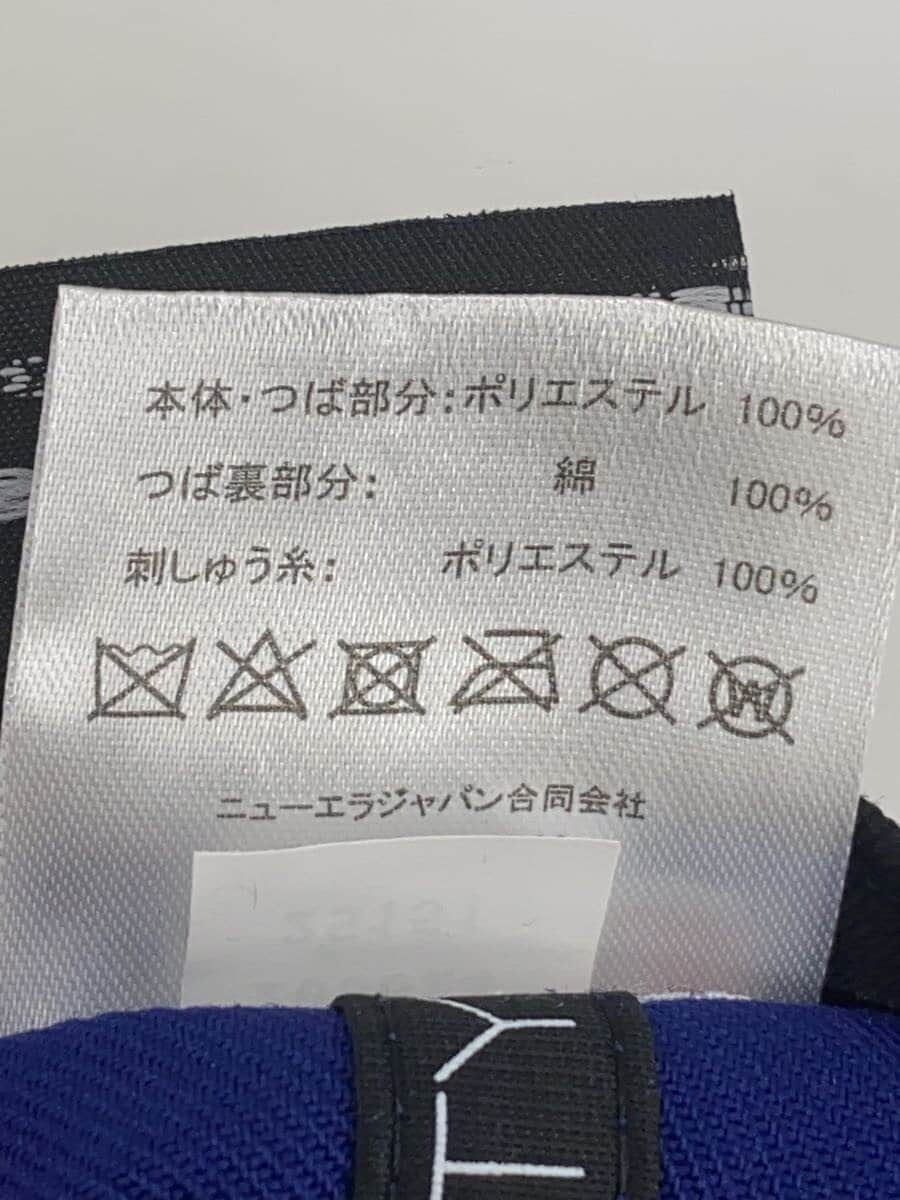 本体・つば部分:ポリエステル 100%
つば裏部分: 綿 100%
刺しゅう糸: ポリエステル 100%
W
ニューエラジャパン合同会社
TY